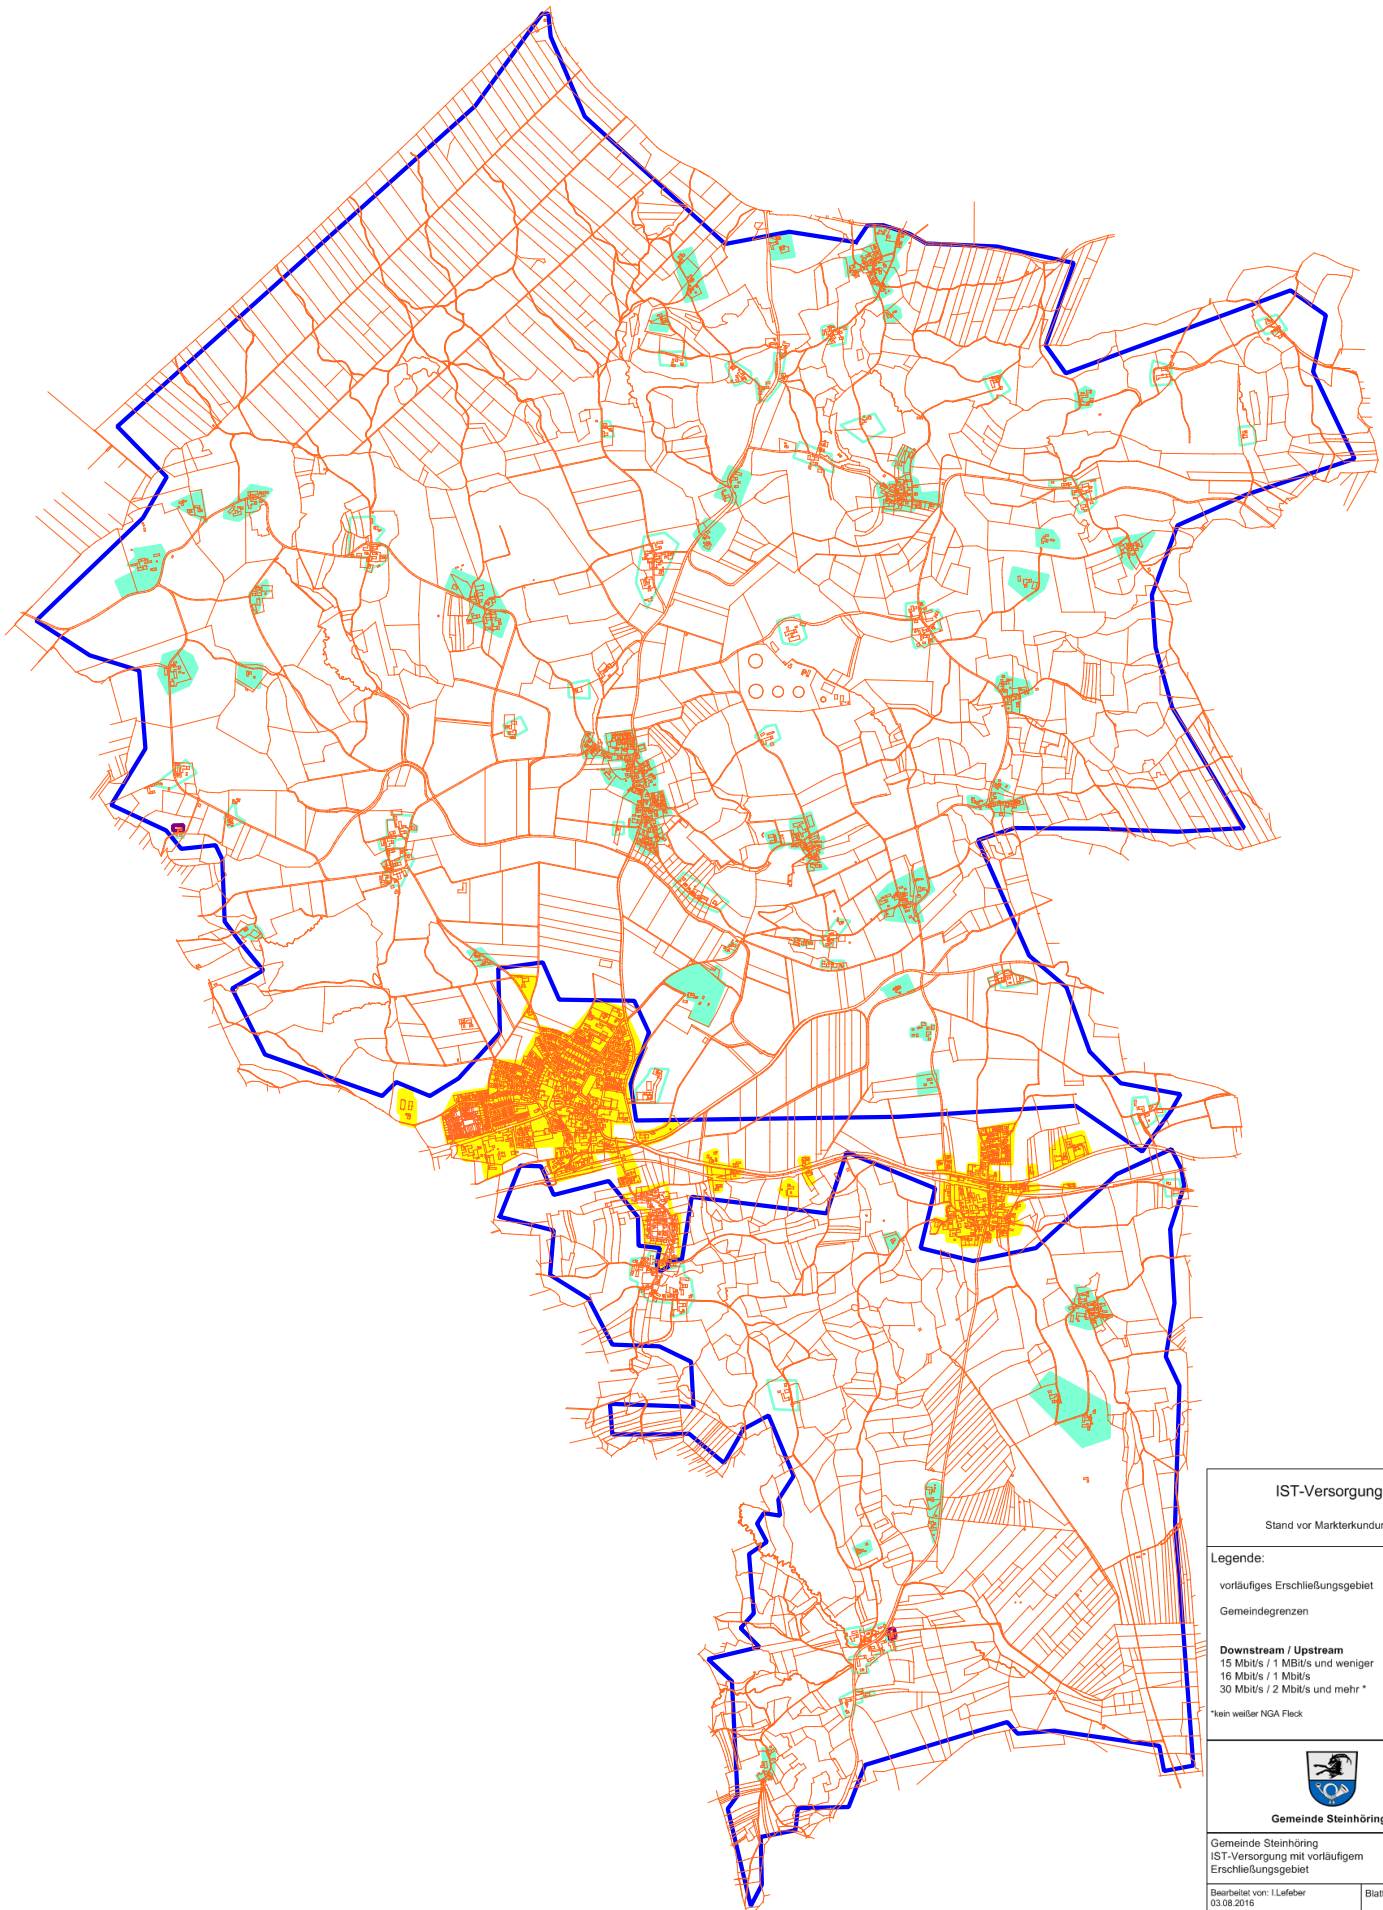 IST-Versorgung
Stand vor
Legende:
vorläufiges Erschließungsgebiet
Gemeindegrenzen
Downstream / Upstream
15 Mbit/s / 1 MBit/s und weniger
16 Mbit/s / 1 Mbit/s
30 Mbit/s / 2 Mbit/s und mehr *
*kein weißer NGA Fleck
Gemeinde Steinhöring
Gemeinde Steinhöring
IST-Versorgung mit vorläufigem
Erschließungsgebiet
Bearbeitet von: I.Lefeber
03.08.2016
Blatt